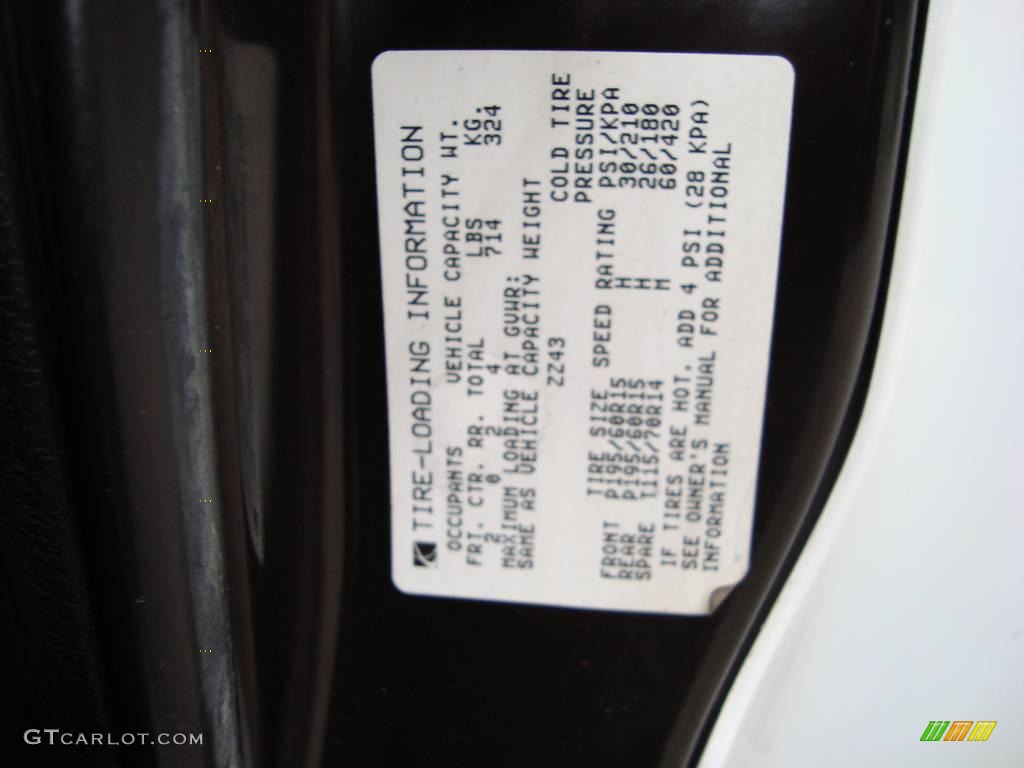 TIRE-LOADING INFORMATION
OCCUPANTS VEHICLE CAPACITY WT.
FRT. CTR. RR. TOTAL LBS KG.
2 0 2 4 714 324
MAXIMUM LOADING AT GVWR:
SAME AS VEHICLE CAPACITY WEIGHT
ZZ43 COLD TIRE
PRESSURE
TIRE SIZE SPEED RATING PSI/KPA
FRONT P195/60R15 H 30/210
REAR P195/60R15 H 26/180
SPARE T115/70R14 M 60/420
IF TIRES ARE HOT, ADD 4 PSI (28 KPA)
SEE OWNER'S MANUAL FOR ADDITIONAL
INFORMATION
GTCARLOT.COM